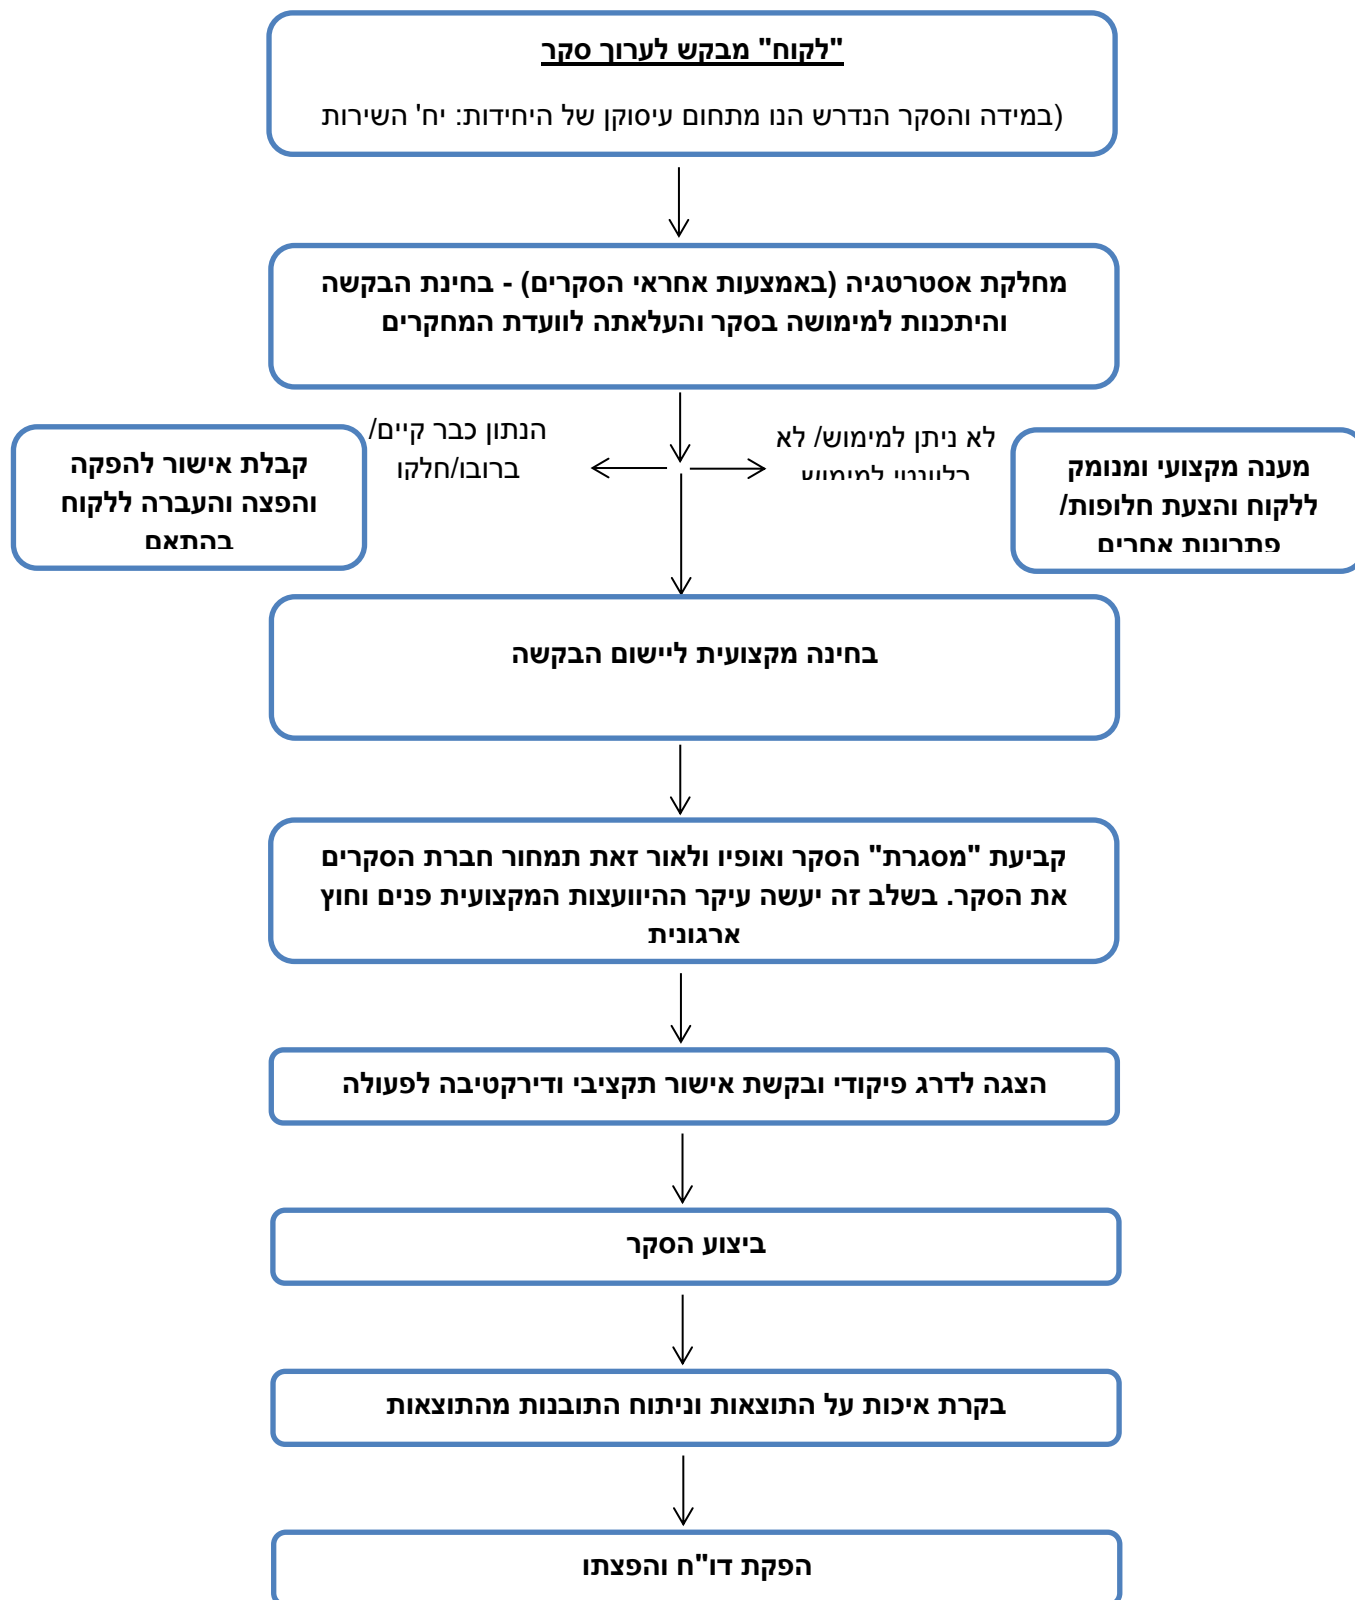 "לקוח" מבקש לערוך סקר
(במידה והסקר הנדרש הנו מתחום עיסוקן של היחידות: יח' השירות
מחלקת אסטרטגיה (באמצעות אחראי הסקרים) - בחינת הבקשה
והיתכנות למימושה בסקר והעלאתה לוועדת המחקרים
לא ניתן למימוש/ לא
רלוונטי למימוש
הנתון כבר קיים/
ברובו/חלקו
מענה מקצועי ומנומק
ללקוח והצעת חלופות/
פתרונות אחרים
קבלת אישור להפקה
והפצה והעברה ללקוח
בהתאם
בחינה מקצועית ליישום הבקשה
קביעת "מסגרת" הסקר ואופיו ולאור זאת תמחור חברת הסקרים
את הסקר. בשלב זה יעשה עיקר ההיוועצות המקצועית פנים וחוץ
ארגונית
הצגה לדרג פיקודי ובקשת אישור תקציבי ודירקטיבה לפעולה
ביצוע הסקר
בקרת איכות על התוצאות וניתוח התובנות מהתוצאות
הפקת דו"ח והפצתו